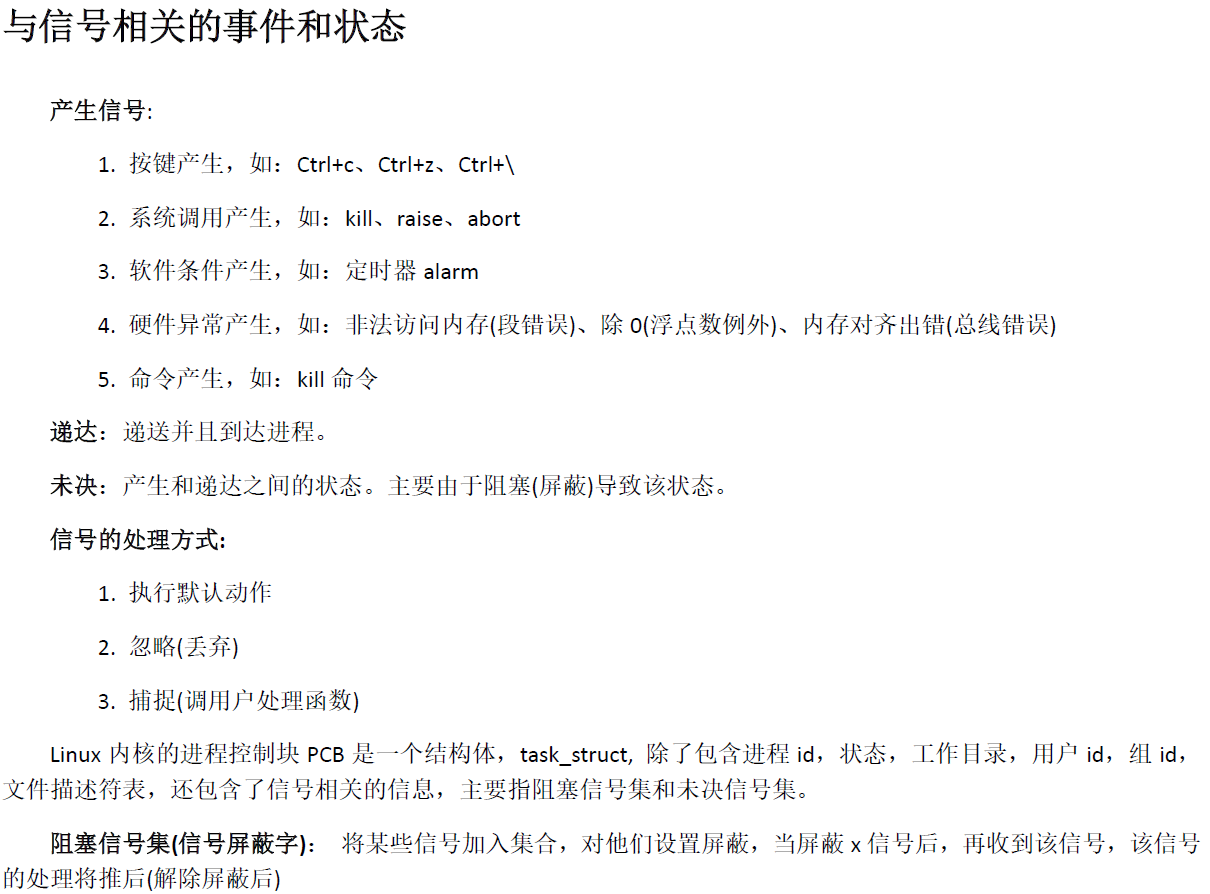 与信号相关的事件和状态
产生信号:
1. 按键产生，如：Ctrl+c、Ctrl+z、Ctrl+\
2. 系统调用产生，如：kill、raise、abort
3. 软件条件产生，如：定时器 alarm
4. 硬件异常产生，如：非法访问内存(段错误)、除 0(浮点数例外)、内存对齐出错(总线错误)
5. 命令产生，如：kill 命令
递达：递送并且到达进程。
未决：产生和递达之间的状态。主要由于阻塞(屏蔽)导致该状态。
信号的处理方式:
1. 执行默认动作
2. 忽略(丢弃)
3. 捕捉(调用户处理函数)
Linux 内核的进程控制块 PCB 是一个结构体，task_struct, 除了包含进程 id，状态，工作目录，用户 id，组 id，
文件描述符表，还包含了信号相关的信息，主要指阻塞信号集和未决信号集。
阻塞信号集(信号屏蔽字)： 将某些信号加入集合，对他们设置屏蔽，当屏蔽 x 信号后，再收到该信号，该信号
的处理将推后(解除屏蔽后)